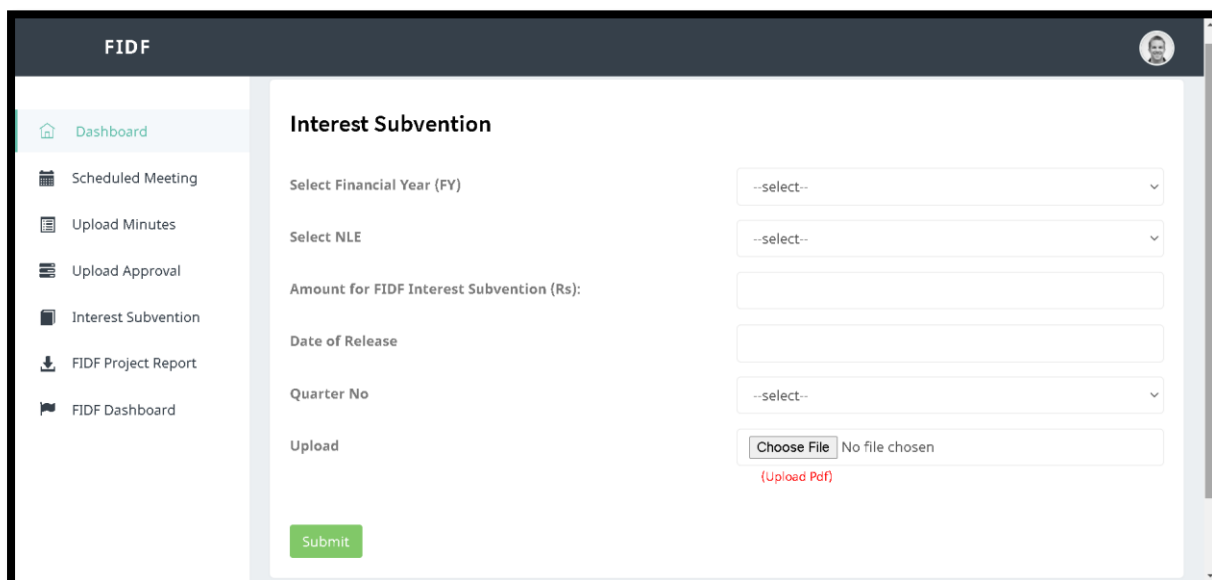 FIDF
Dashboard
Scheduled Meeting
Upload Minutes
Upload Approval
Interest Subvention
FIDF Project Report
FIDF Dashboard
Interest Subvention
Select Financial Year (FY)
--select--
Select NLE
--select--
Amount for FIDF Interest Subvention (Rs):
Date of Release
Quarter No
--select--
Upload
Choose File No file chosen
(Upload Pdf)
Submit